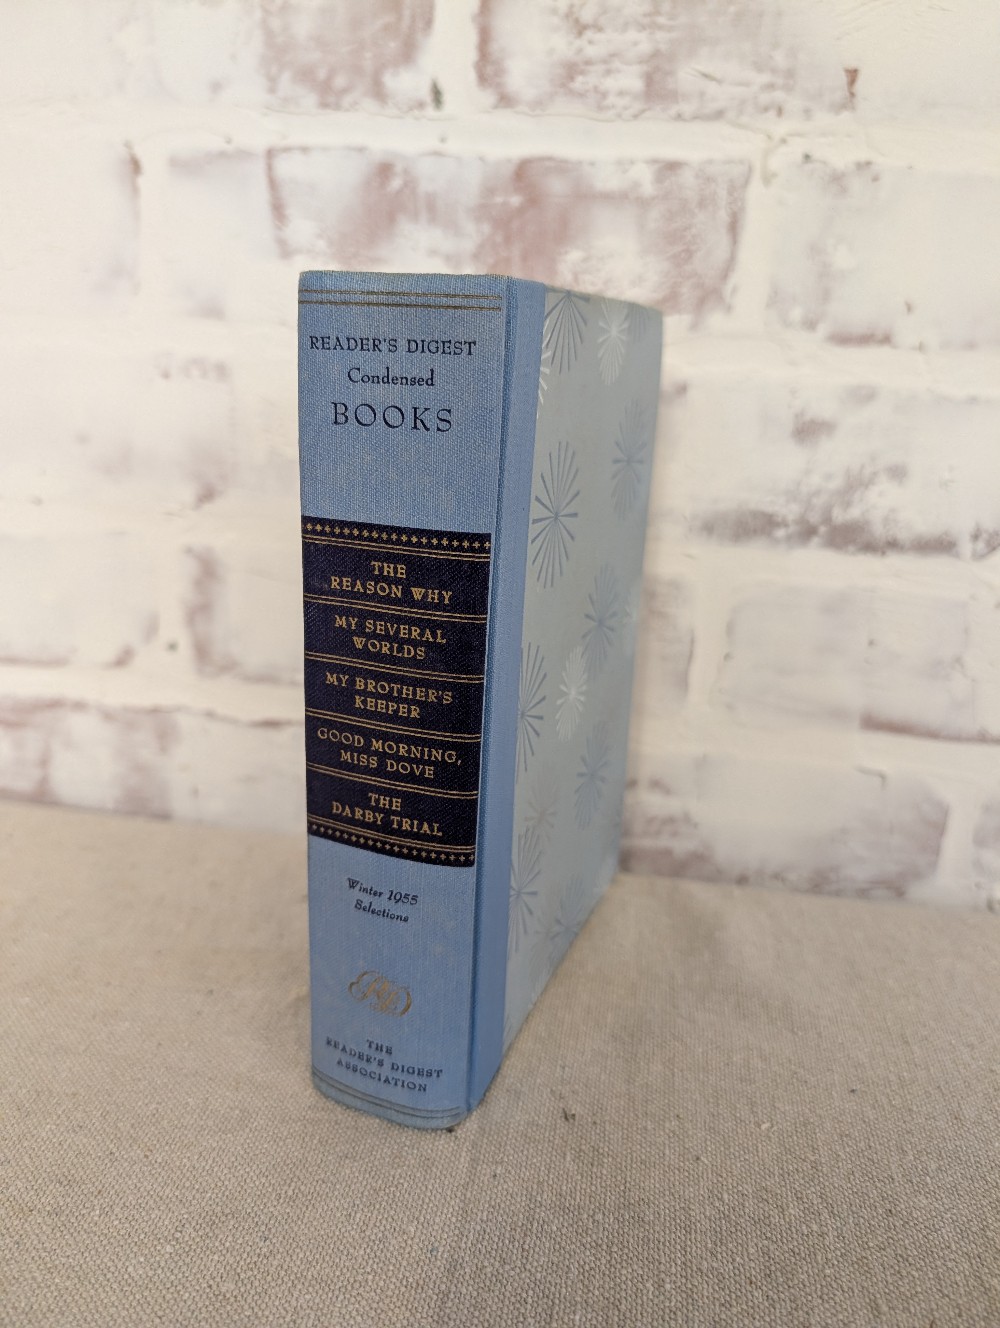 READER'S DIGEST
Condensed
BOOKS
THE
REASON WHY
MY SEVERAL
WORLDS
MY BROTHER'S
KEEPER
GOOD MORNING,
MISS DOVE
THE
DARBY TRIAL
Winter 1955
Selections
THE
READER'S DIGEST
ASSOCIATION